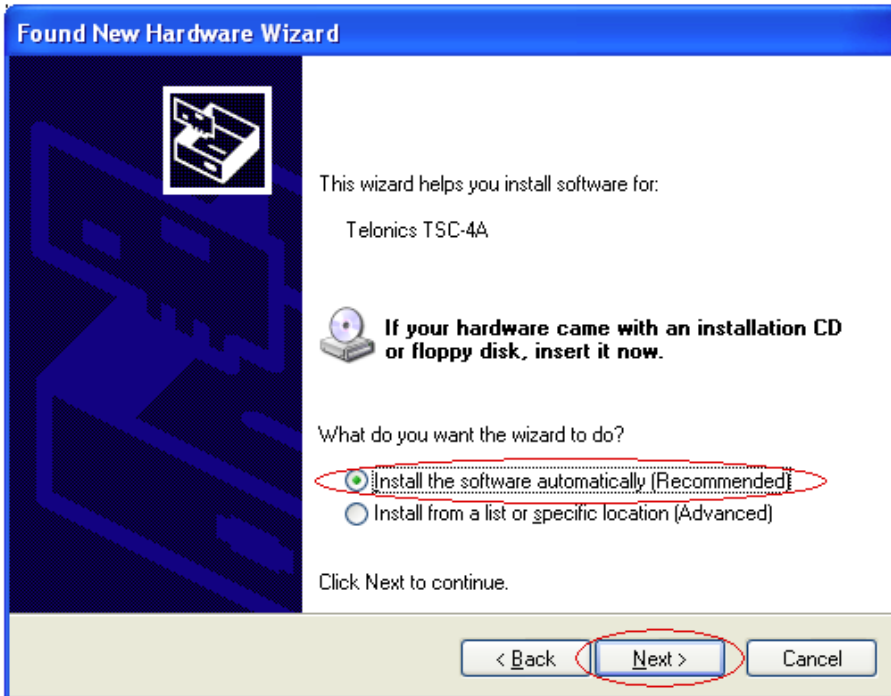 Found New Hardware Wizard
This wizard helps you install software for:
Telonics TSC-4A
If your hardware came with an installation CD
or floppy disk, insert it now.
What do you want the wizard to do?
Install the software automatically (Recommended)
Install from a list or specific location (Advanced)
Click Next to continue.
< Back Next > Cancel